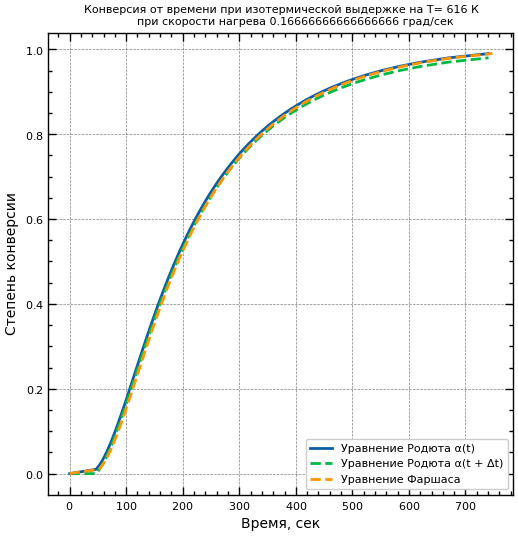 Конверсия от времени при изотермической выдержке на T= 616 K
при скорости нагрева 0.16666666666666666 град/сек
1.0
0.8
0.6
0.4
0.2
0.0
Степень конверсии
Уравнение Родюта α(t)
Уравнение Родюта α(t + Δt)
Уравнение Фаршаса
0 100 200 300 400 500 600 700
Время, сек